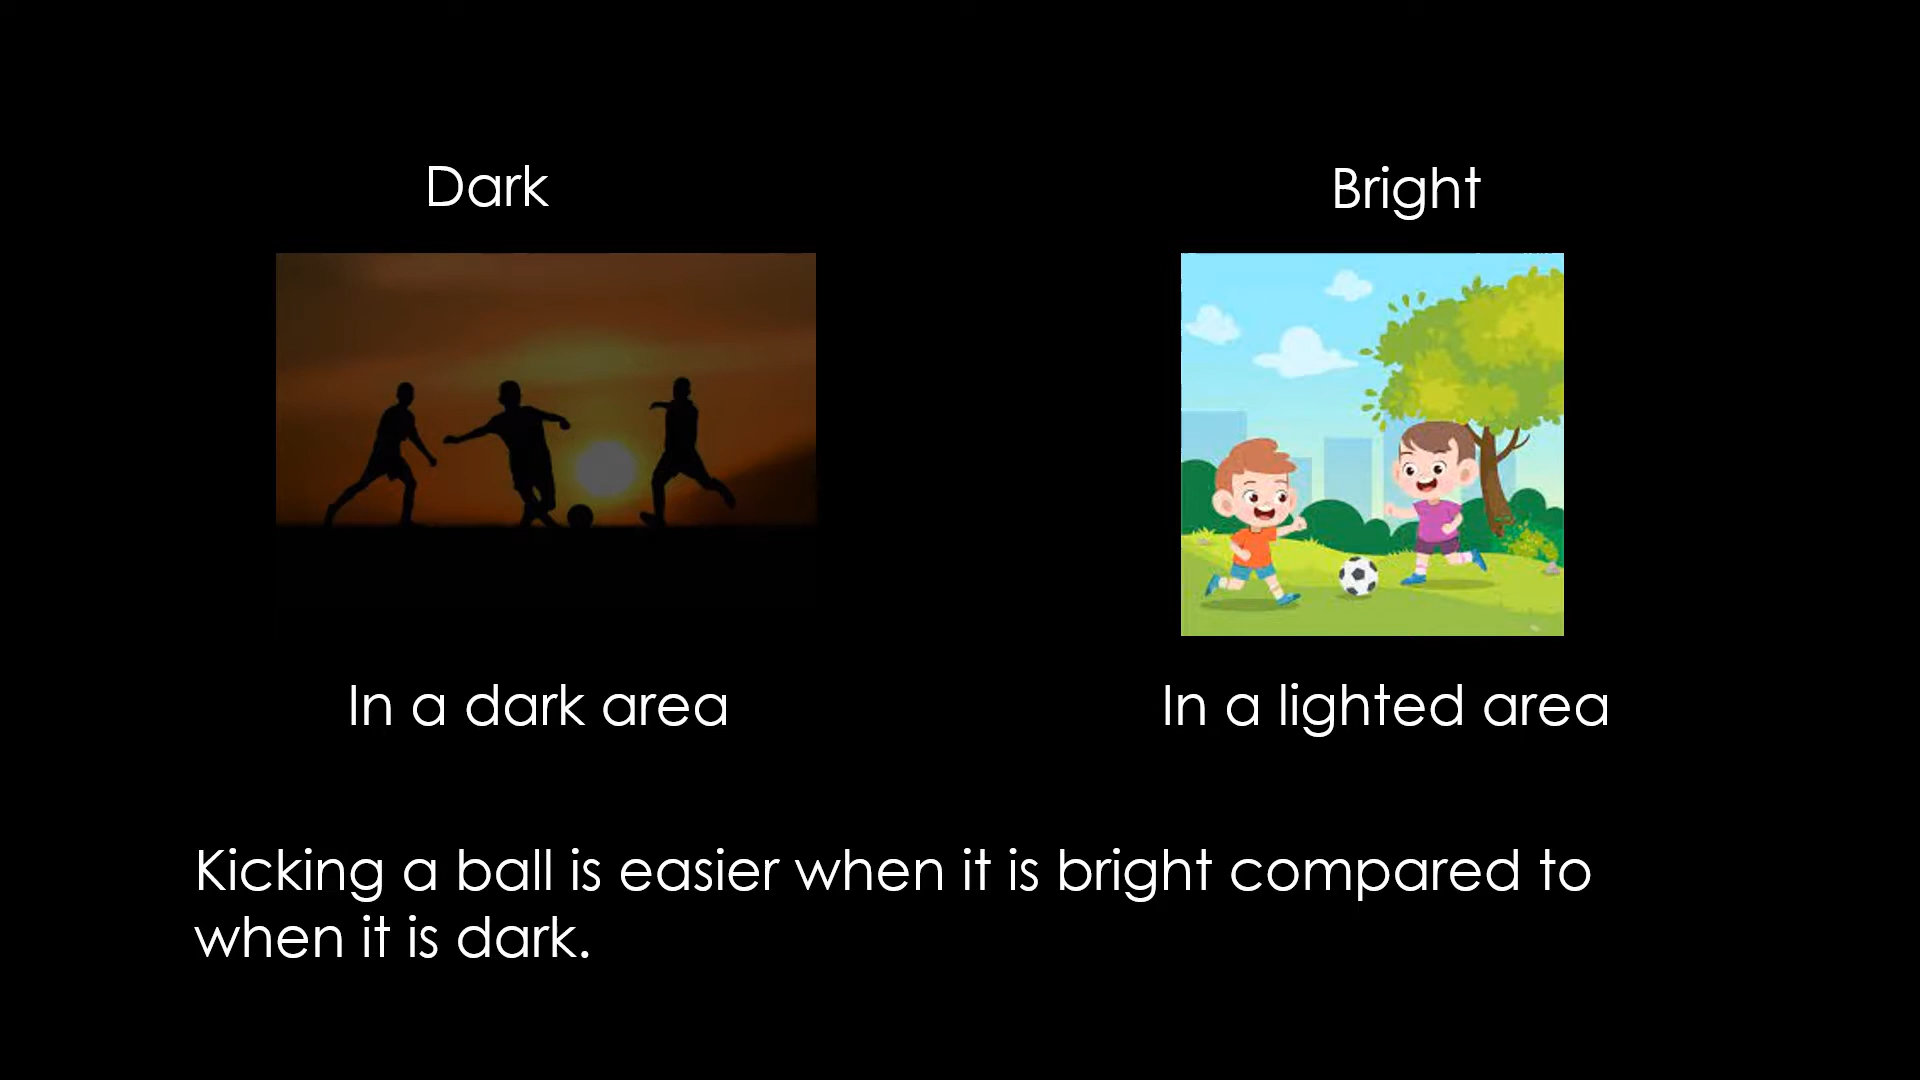 Dark
Bright
In a dark area
In a lighted area
Kicking a ball is easier when it is bright compared to
when it is dark.